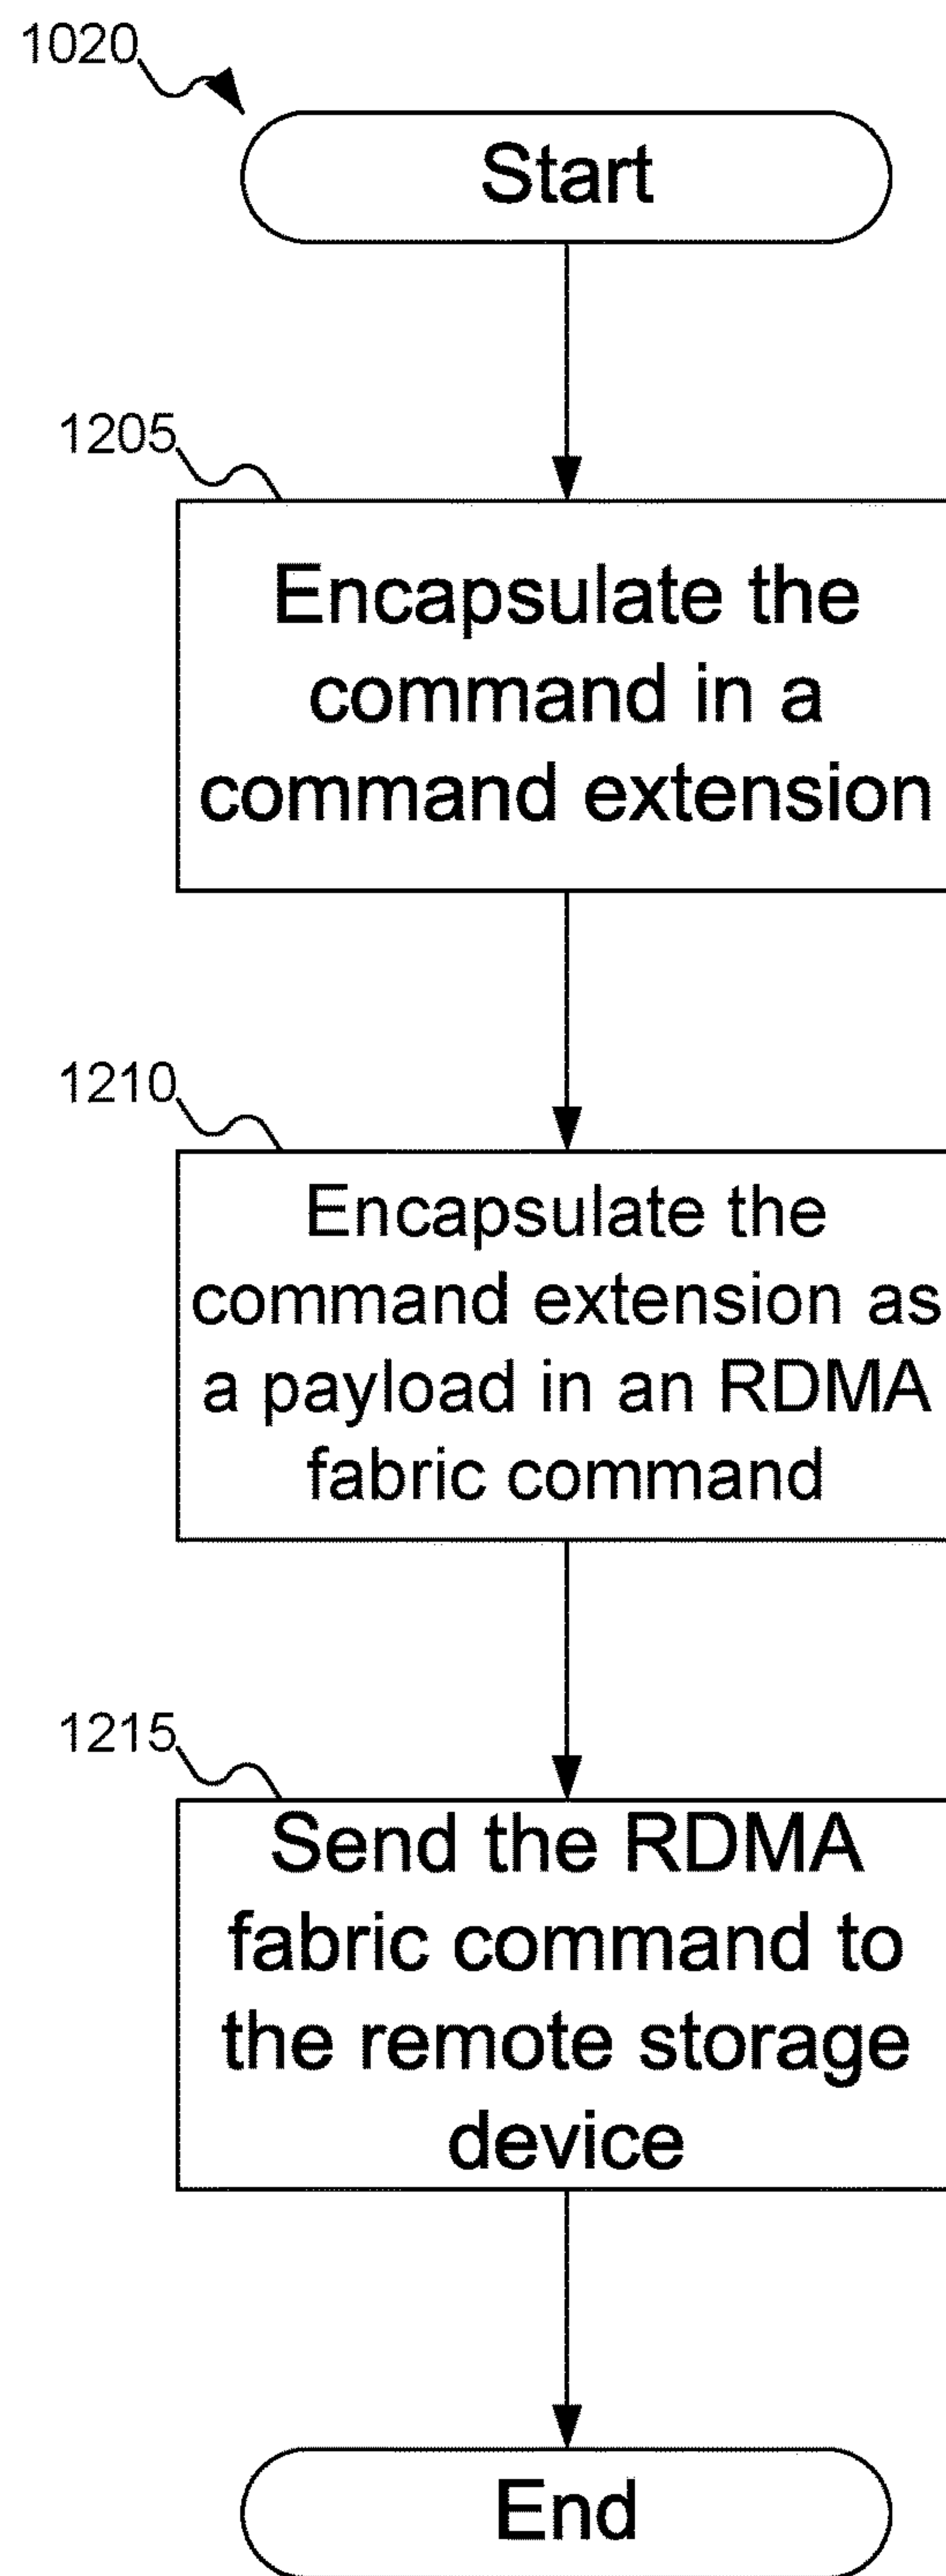 1020
Start
1205
Encapsulate the
command in a
command extension
1210
Encapsulate the
command extension as
a payload in an RDMA
fabric command
1215
Send the RDMA
fabric command to
the remote storage
device
End